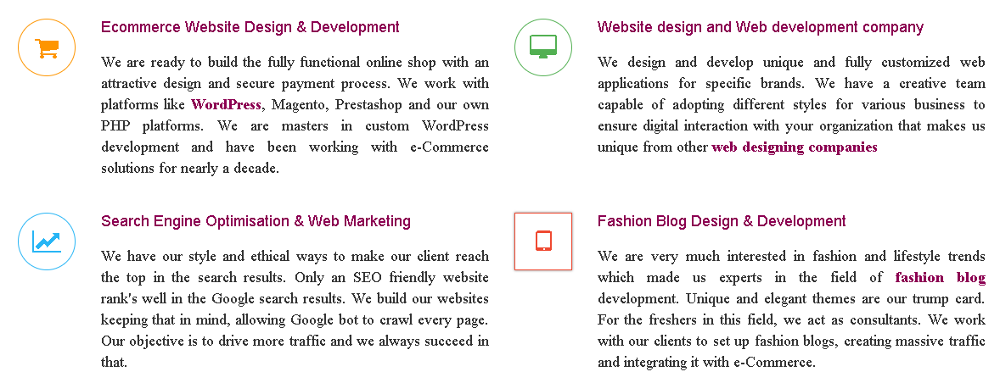 Ecommerce Website Design & Development
We are ready to build the fully functional online shop with an
attractive design and secure payment process. We work with
platforms like WordPress, Magento, Prestashop and our own
PHP platforms. We are masters in custom WordPress
development and have been working with e-Commerce
solutions for nearly a decade.
Website design and Web development company
We design and develop unique and fully customized web
applications for specific brands. We have a creative team
capable of adopting different styles for various business to
ensure digital interaction with your organization that makes us
unique from other web designing companies
Search Engine Optimisation & Web Marketing
We have our style and ethical ways to make our client reach
the top in the search results. Only an SEO friendly website
rank's well in the Google search results. We build our websites
keeping that in mind, allowing Google bot to crawl every page.
Our objective is to drive more traffic and we always succeed in
that.
Fashion Blog Design & Development
We are very much interested in fashion and lifestyle trends
which made us experts in the field of fashion blog
development. Unique and elegant themes are our trump card.
For the freshers in this field, we act as consultants. We work
with our clients to set up fashion blogs, creating massive traffic
and integrating it with e-Commerce.